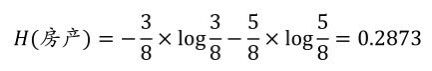 H(房产) = −3/8 × log 3/8 − 5/8 × log 5/8 = 0.2873